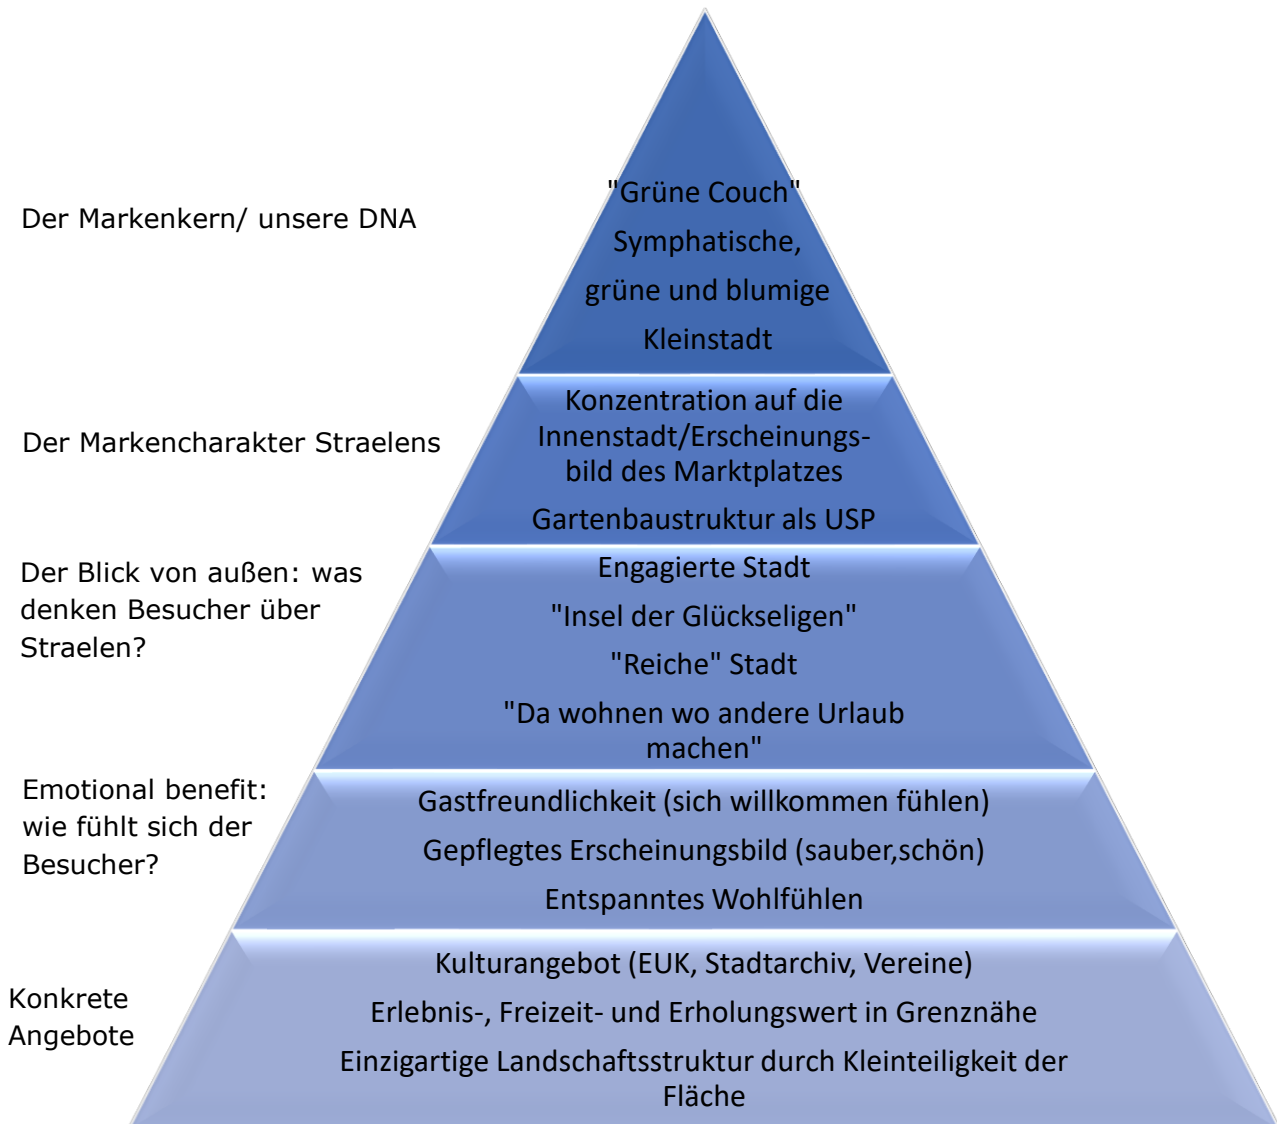 Der Markenkern/ unsere DNA
"Grüne Couch"
Symphatische,
grüne und blumige
Kleinstadt
Der Markencharakter Straelens
Konzentration auf die
Innenstadt/Erscheinungs-
bild des Marktplatzes
Gartenbaustruktur als USP
Der Blick von außen: was
denken Besucher über
Straelen?
Engagierte Stadt
"Insel der Glückseligen"
"Reiche" Stadt
"Da wohnen wo andere Urlaub
machen"
Emotional benefit:
wie fühlt sich der
Besucher?
Gastfreundlichkeit (sich willkommen fühlen)
Gepflegtes Erscheinungsbild (sauber,schön)
Entspanntes Wohlfühlen
Konkrete
Angebote
Kulturangebot (EUK, Stadtarchiv, Vereine)
Erlebnis-, Freizeit- und Erholungswert in Grenznähe
Einzigartige Landschaftsstruktur durch Kleinteiligkeit der
Fläche